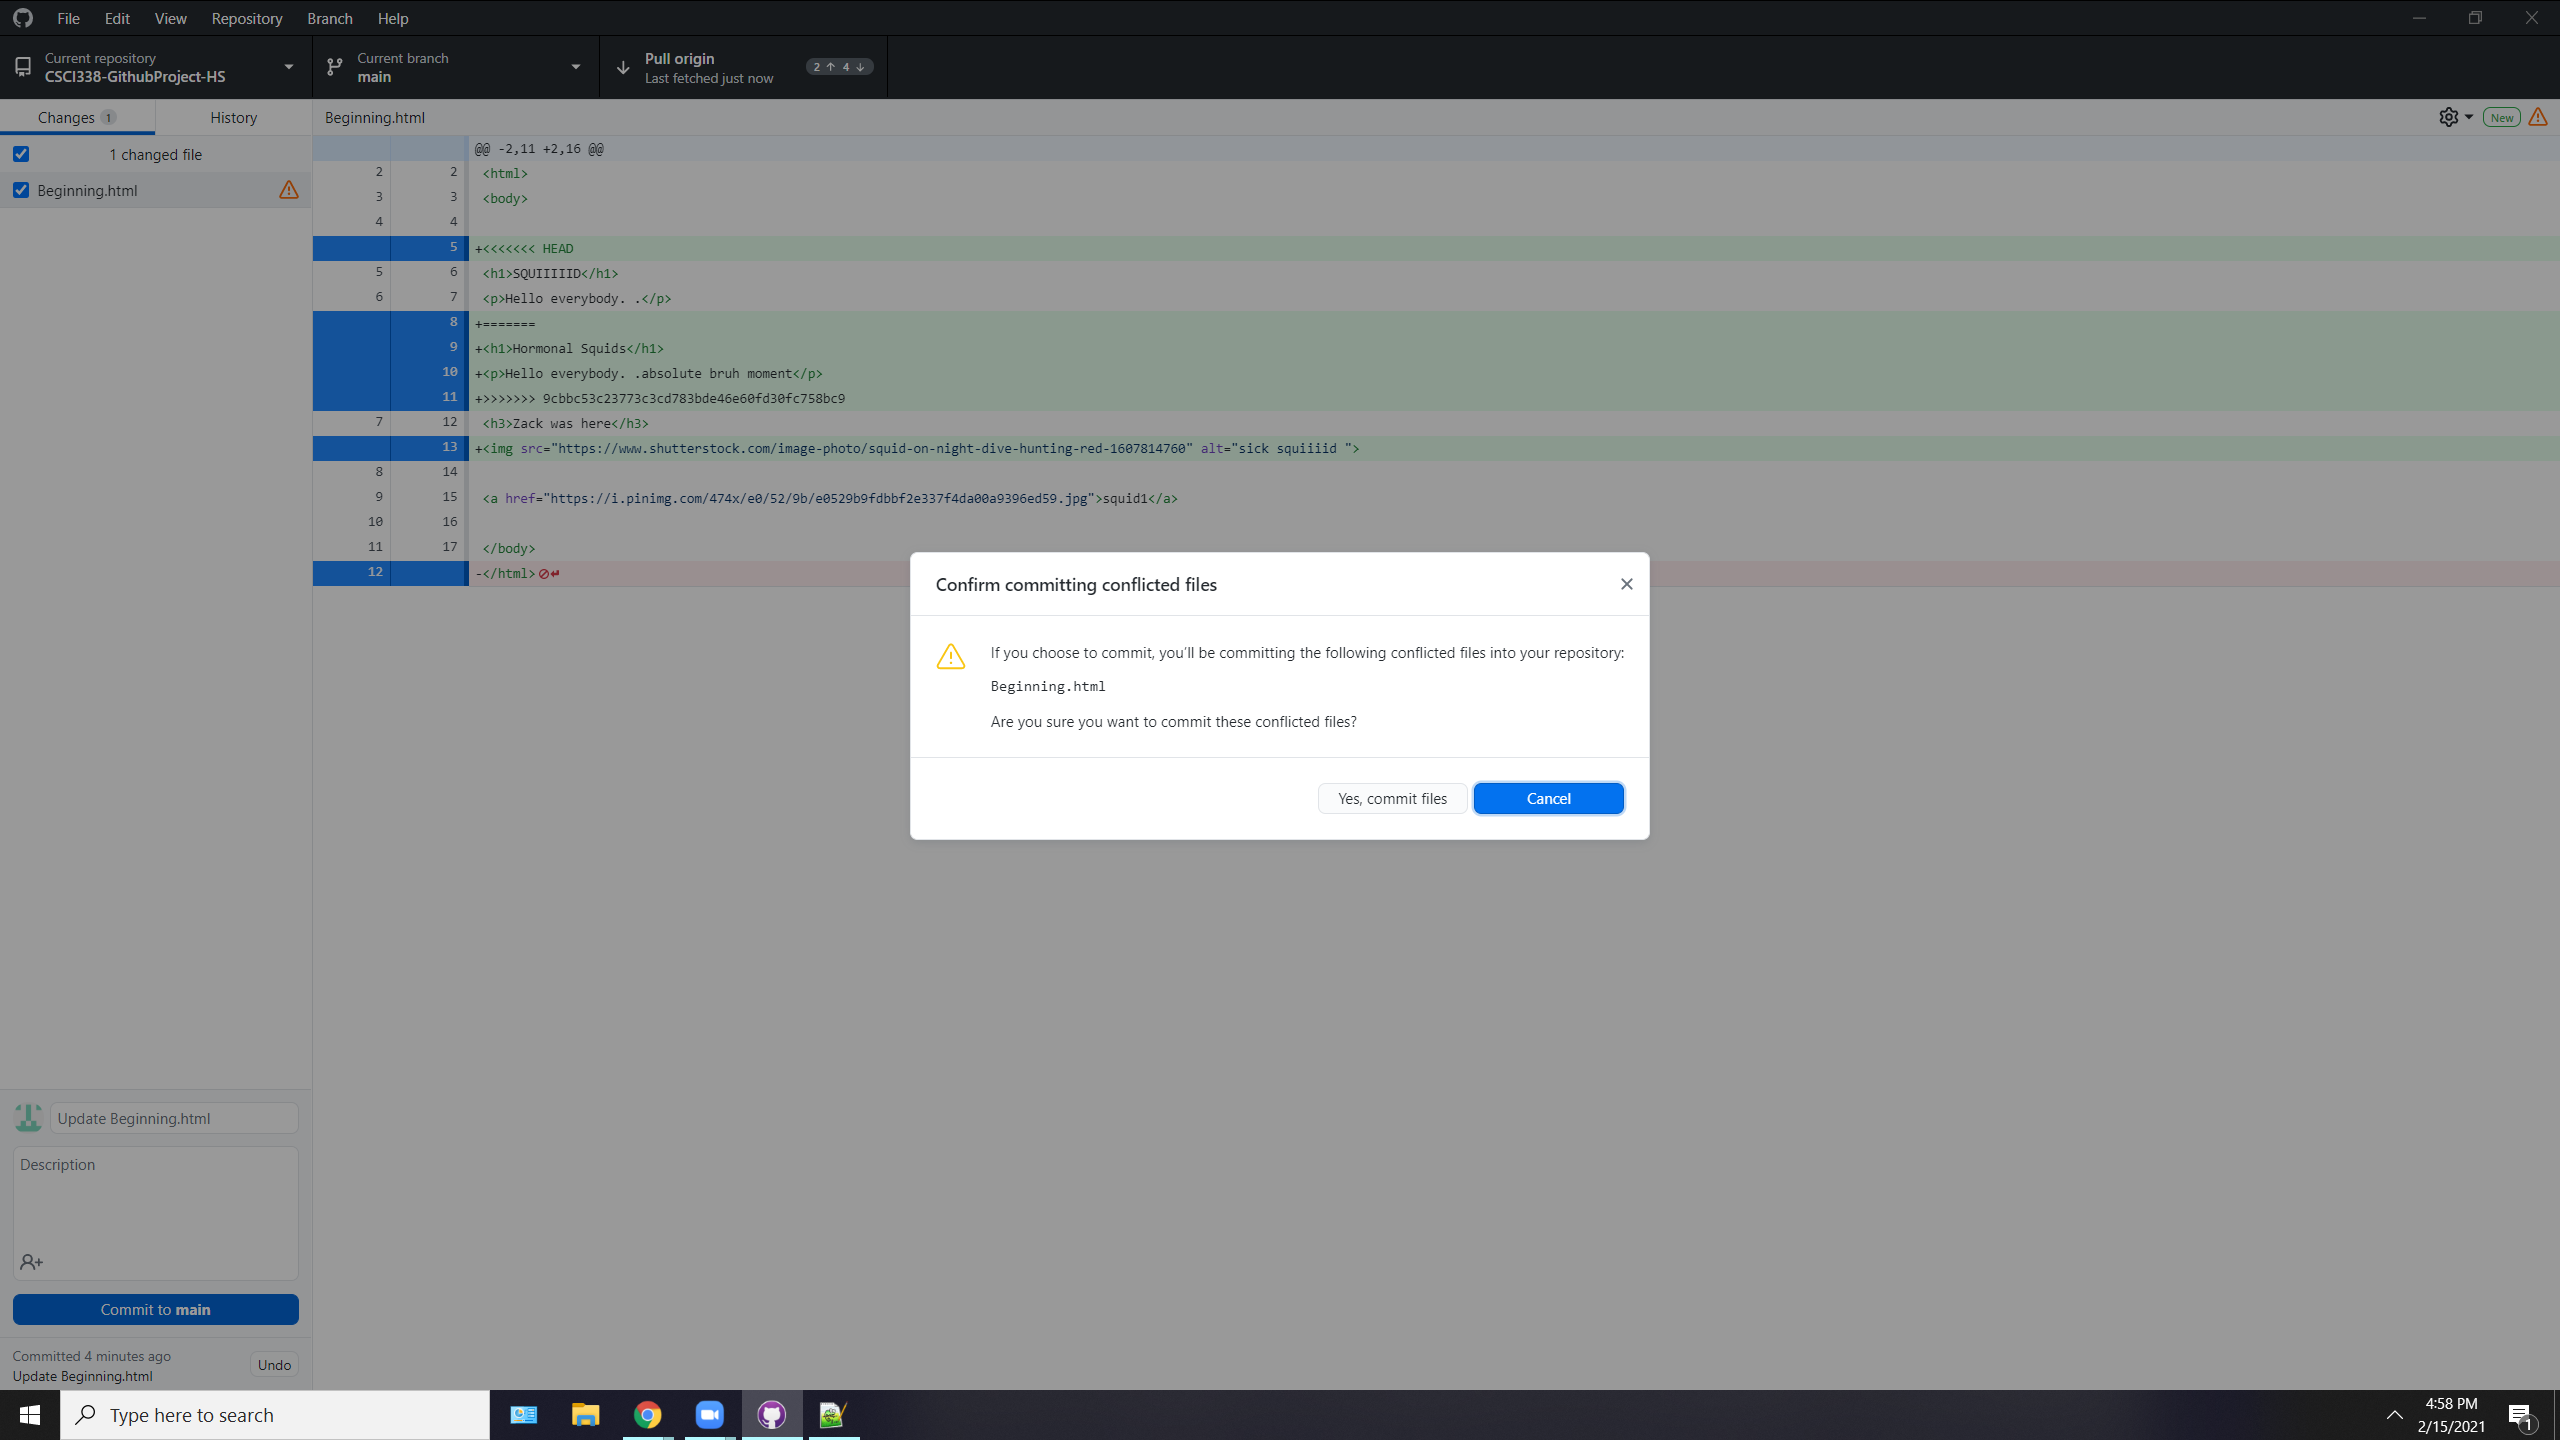 File Edit View Repository Branch Help
Current repository
CSCI338-GithubProject-HS
Current branch
main
Pull origin
Last fetched just now
2 ↑ 4 ↓
Changes 1
History
Beginning.html
New
1 changed file
Beginning.html
@@ -2,11 +2,16 @@
2 2 <html>
3 3 <body>
4 4
5 +<<<<<<< HEAD
5 6 <h1>SQUIIIIID</h1>
6 7 <p>Hello everybody. .</p>
8 +=======
9 +<h1>Hormonal Squids</h1>
10 +<p>Hello everybody. .absolute bruh moment</p>
11 +>>>>>>> 9cbbc53c23773c3cd783bde46e60fd30fc758bc9
7 12 <h3>Zack was here</h3>
13 +<img src="https://www.shutterstock.com/image-photo/squid-on-night-dive-hunting-red-1607814760" alt="sick squiiiid ">
8 14
9 15 <a href="https://i.pinimg.com/474x/e0/52/9b/e0529b9fdbbf2e337f4da00a9396ed59.jpg">squid1</a>
10 16
11 17 </body>
12 -</html>
Confirm committing conflicted files
If you choose to commit, you'll be committing the following conflicted files into your repository:
Beginning.html
Are you sure you want to commit these conflicted files?
Yes, commit files
Cancel
Update Beginning.html
Description
Commit to main
Committed 4 minutes ago
Update Beginning.html
Undo
Type here to search
4:58 PM
2/15/2021
1